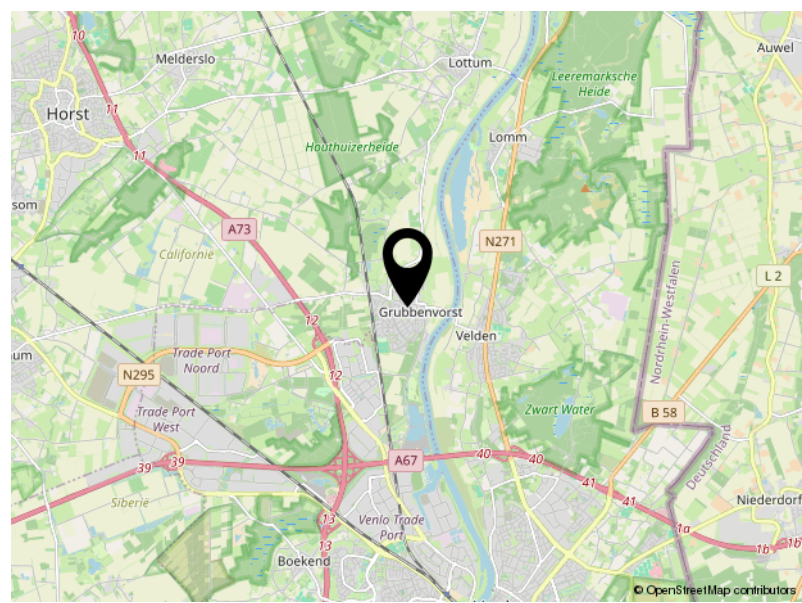 10
Melderslo
Lottum
Auwel
Leeremarksche
Heide
Horst
11
Lomm
11
Houthuizerheide
som
A73
N271
Californie
L 2
Grubbenvorst
12
Nordrhein-Westfalen
Velden
um
Trade Port
Noord
12
N295
Zwart Water
B 58
Trade Port
West
Deutschland
39
39
A67
40
40
41
41
Siberië
Niederdorf
13
Venlo Trade
Port
1a
1b
1b
13
Boekend
© OpenStreetMap contributors